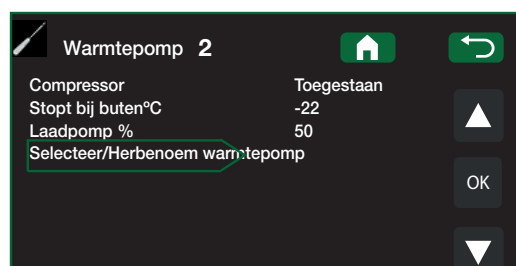 Warmtepomp 2
Compressor Toegestaan
Stopt bij buten°C -22
Laadpomp % 50
Selecteer/Herbenoem warmtepomp
OK